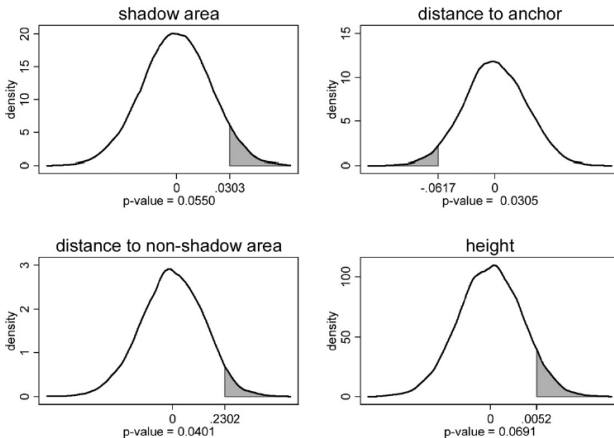 shadow area
density
0 5 10 15 20
0 .0303
p-value = 0.0550
distance to anchor
density
0 5 10 15
-.0617 0
p-value = 0.0305
distance to non-shadow area
density
0 1 2 3
0 .2302
p-value = 0.0401
height
density
0 50 100
0 .0052
p-value = 0.0691